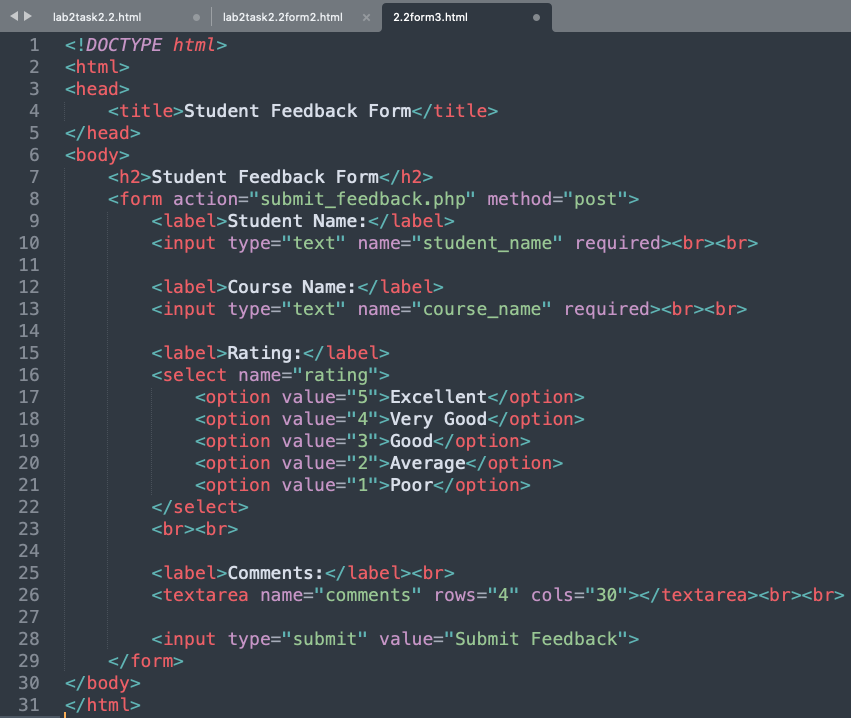 lab2task2.2.html
lab2task2.2form2.html ×
2.2form3.html
1 <!DOCTYPE html>
2 <html>
3 <head>
4     <title>Student Feedback Form</title>
5 </head>
6 <body>
7     <h2>Student Feedback Form</h2>
8     <form action="submit_feedback.php" method="post">
9         <label>Student Name:</label>
10         <input type="text" name="student_name" required><br><br>
11
12         <label>Course Name:</label>
13         <input type="text" name="course_name" required><br><br>
14
15         <label>Rating:</label>
16         <select name="rating">
17             <option value="5">Excellent</option>
18             <option value="4">Very Good</option>
19             <option value="3">Good</option>
20             <option value="2">Average</option>
21             <option value="1">Poor</option>
22         </select>
23         <br><br>
24
25         <label>Comments:</label><br>
26         <textarea name="comments" rows="4" cols="30"></textarea><br><br>
27
28         <input type="submit" value="Submit Feedback">
29     </form>
30 </body>
31 </html>